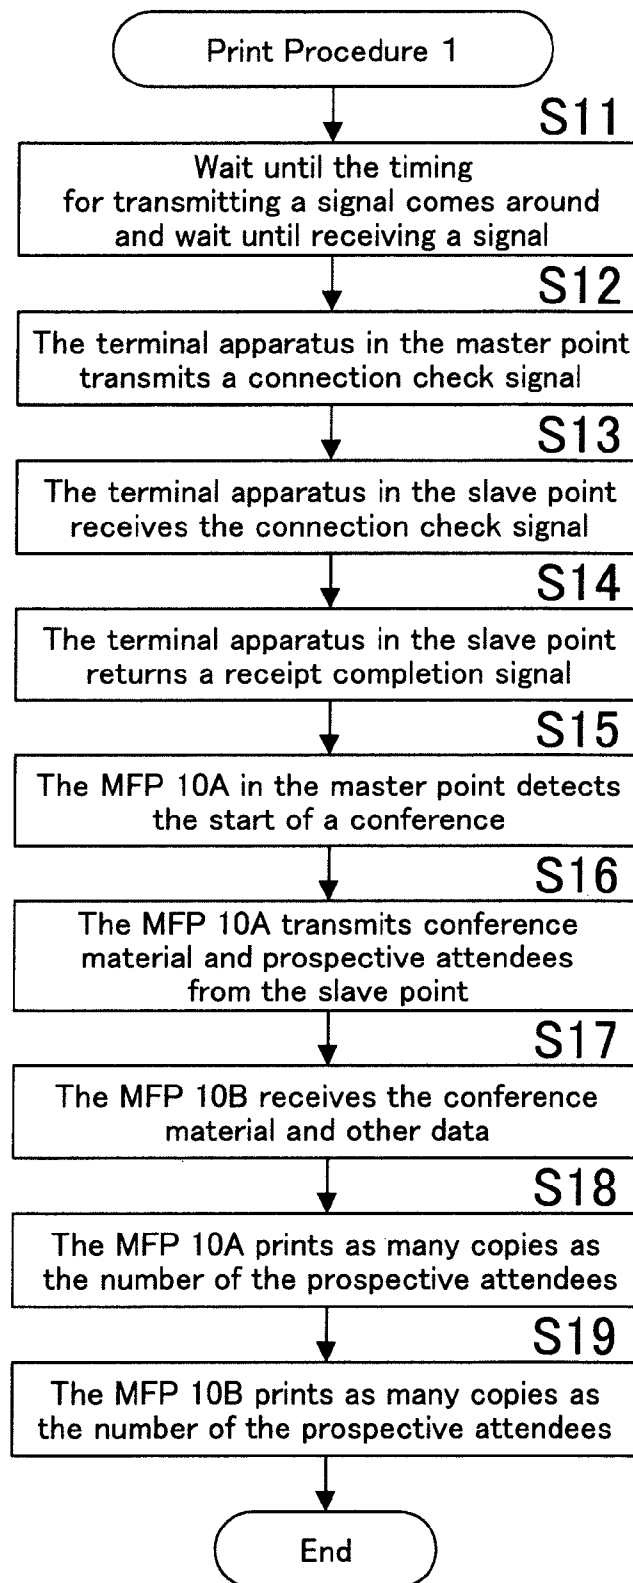 Print Procedure 1
S11
Wait until the timing
for transmitting a signal comes around
and wait until receiving a signal
S12
The terminal apparatus in the master point
transmits a connection check signal
S13
The terminal apparatus in the slave point
receives the connection check signal
S14
The terminal apparatus in the slave point
returns a receipt completion signal
S15
The MFP 10A in the master point detects
the start of a conference
S16
The MFP 10A transmits conference
material and prospective attendees
from the slave point
S17
The MFP 10B receives the conference
material and other data
S18
The MFP 10A prints as many copies as
the number of the prospective attendees
S19
The MFP 10B prints as many copies as
the number of the prospective attendees
End